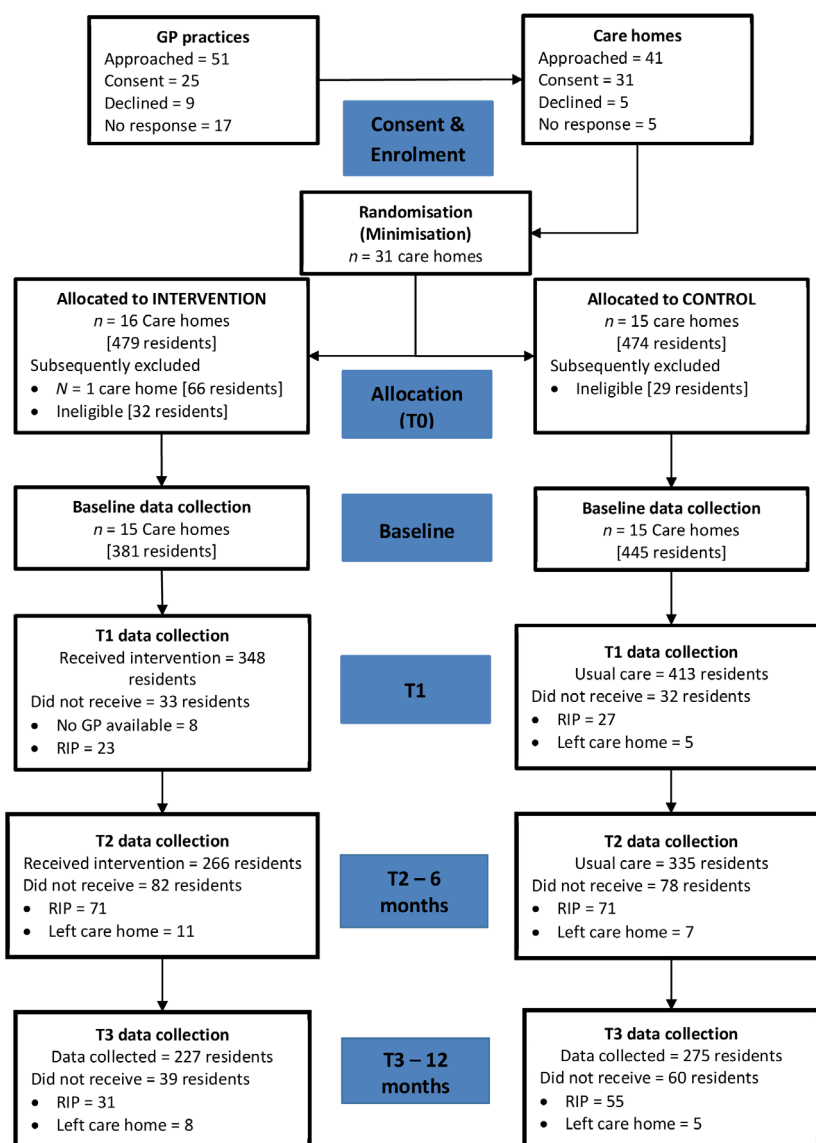 GP practices
Approached = 51
Consent = 25
Declined = 9
No response = 17
Care homes
Approached = 41
Consent = 31
Declined = 5
No response = 5
Consent &
Enrolment
Randomisation
(Minimisation)
n = 31 care homes
Allocated to INTERVENTION
n = 16 Care homes
[479 residents]
Subsequently excluded
• N = 1 care home [66 residents]
• Ineligible [32 residents]
Allocation
(T0)
Allocated to CONTROL
n = 15 care homes
[474 residents]
Subsequently excluded
• Ineligible [29 residents]
Baseline data collection
n = 15 Care homes
[381 residents]
Baseline
Baseline data collection
n = 15 Care homes
[445 residents]
T1 data collection
Received intervention = 348
residents
Did not receive = 33 residents
• No GP available = 8
• RIP = 23
T1
T1 data collection
Usual care = 413 residents
Did not receive = 32 residents
• RIP = 27
• Left care home = 5
T2 data collection
Received intervention = 266 residents
Did not receive = 82 residents
• RIP = 71
• Left care home = 11
T2 – 6
months
T2 data collection
Usual care = 335 residents
Did not receive = 78 residents
• RIP = 71
• Left care home = 7
T3 data collection
Data collected = 227 residents
Did not receive = 39 residents
• RIP = 31
• Left care home = 8
T3 – 12
months
T3 data collection
Data collected = 275 residents
Did not receive = 60 residents
• RIP = 55
• Left care home = 5